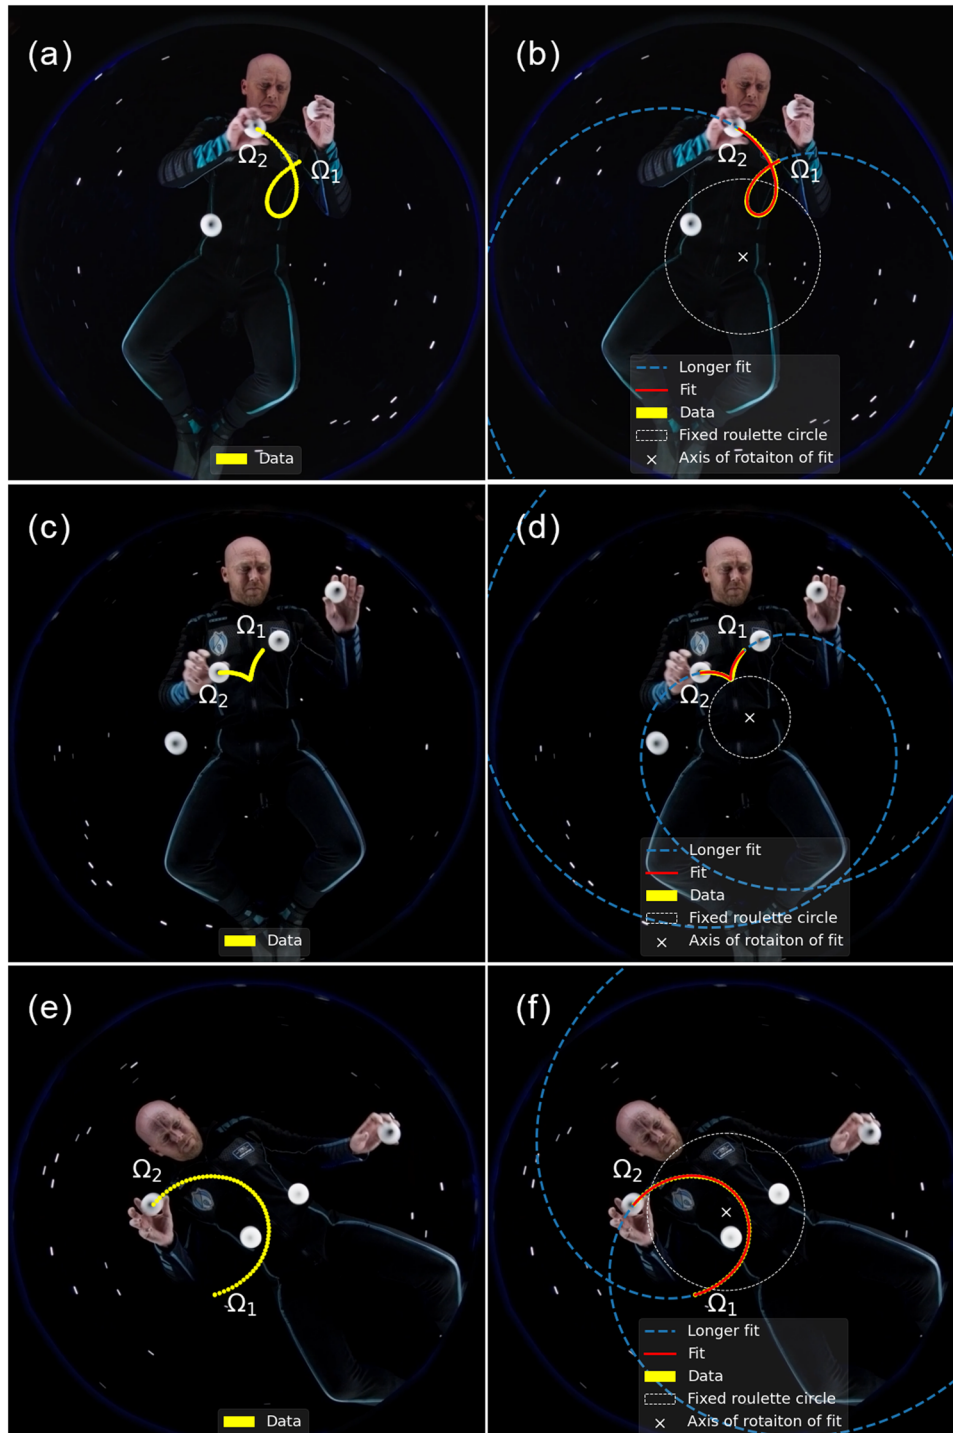 (a)
Ω₂
Ω₁
Data
(b)
Ω₂
Ω₁
Longer fit
Fit
Data
Fixed roulette circle
Axis of rotaiton of fit
(c)
Ω₁
Ω₂
Data
(d)
Ω₁
Ω₂
Longer fit
Fit
Data
Fixed roulette circle
Axis of rotaiton of fit
(e)
Ω₂
Ω₁
Data
(f)
Ω₂
Ω₁
Longer fit
Fit
Data
Fixed roulette circle
Axis of rotaiton of fit